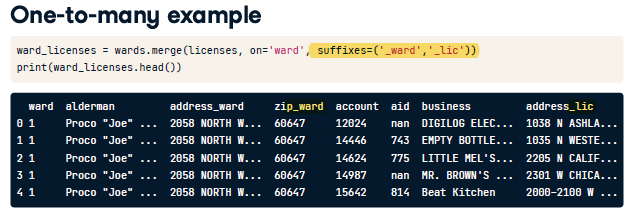 One-to-many example
ward_licenses = wards.merge(licenses, on='ward', suffixes=('_ward','_lic'))
print(ward_licenses.head())
ward alderman address_ward zip_ward account aid business address_lic
0 1 Proco "Joe" ... 2058 NORTH W... 60647 12024 nan DIGILOG ELEC... 1038 N ASHLA...
1 1 Proco "Joe" ... 2058 NORTH W... 60647 14446 743 EMPTY BOTTLE... 1035 N WESTE...
2 1 Proco "Joe" ... 2058 NORTH W... 60647 14624 775 LITTLE MEL'S... 2205 N CALIF...
3 1 Proco "Joe" ... 2058 NORTH W... 60647 14987 nan MR. BROWN'S ... 2301 W CHICA...
4 1 Proco "Joe" ... 2058 NORTH W... 60647 15642 814 Beat Kitchen 2000-2100 W ...